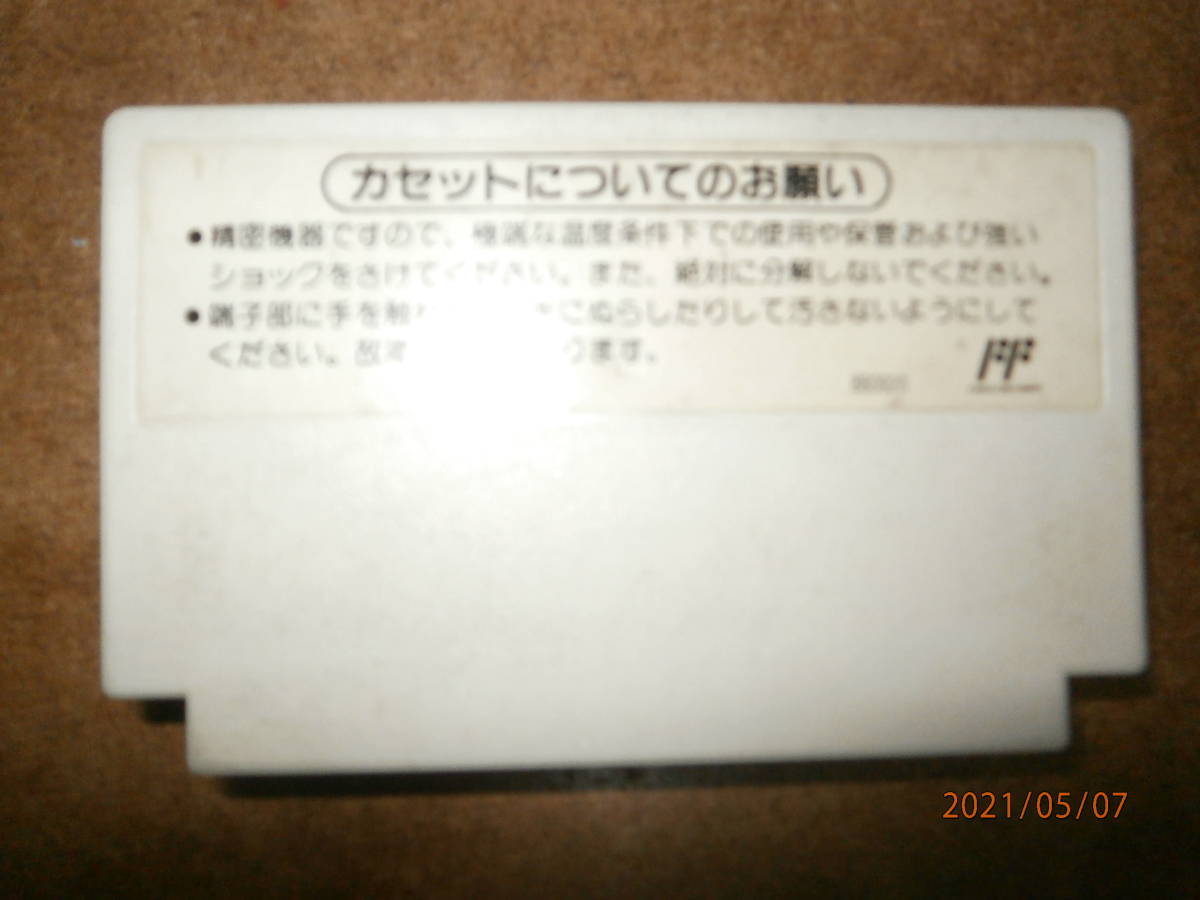 カセットについてのお願い
●精密機器ですので、極端な温度条件下での使用や保管および強い
ショックをさけてください。また、絶対に分解しないでください。
●端子部に手を触 にぬらしたりして汚さないようにして
ください。故 ります。
FF
2021/05/07